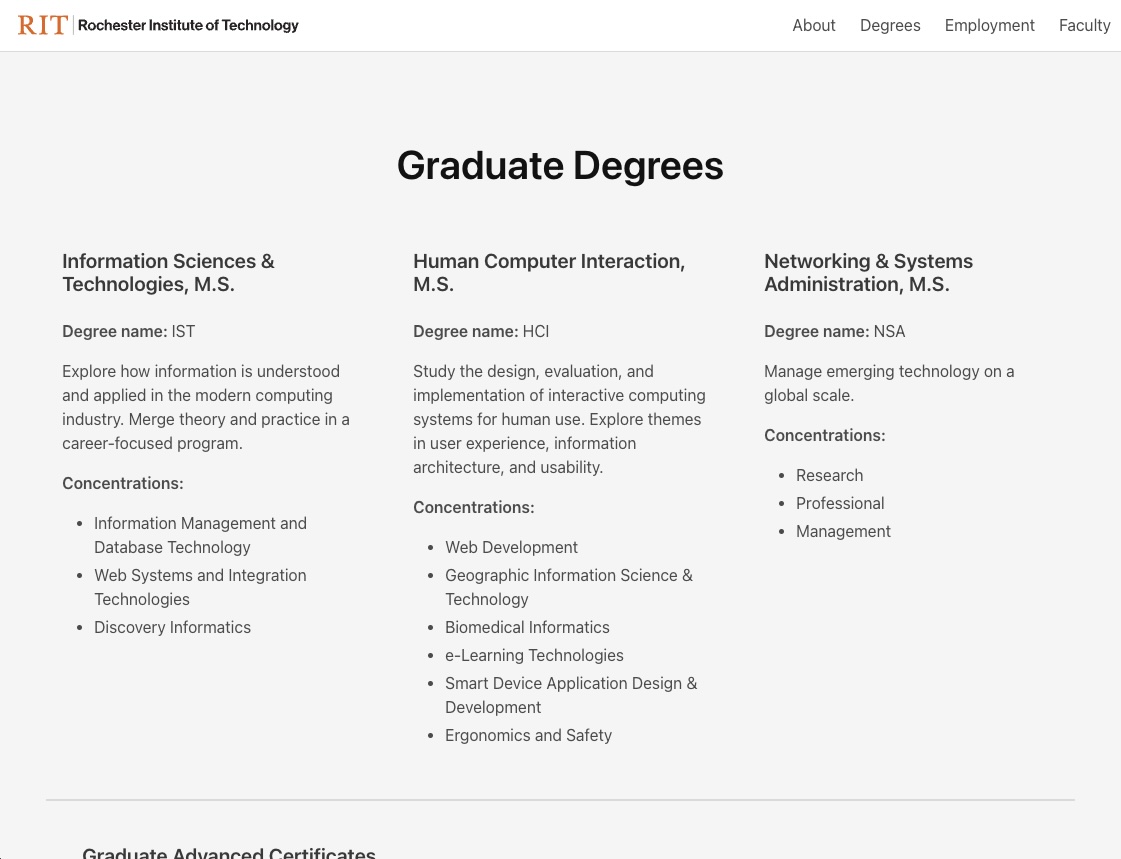 RIT Rochester Institute of Technology
About Degrees Employment Faculty
Graduate Degrees
Information Sciences &
Technologies, M.S.
Degree name: IST
Explore how information is understood
and applied in the modern computing
industry. Merge theory and practice in a
career-focused program.
Concentrations:
• Information Management and
Database Technology
• Web Systems and Integration
Technologies
• Discovery Informatics
Human Computer Interaction,
M.S.
Degree name: HCI
Study the design, evaluation, and
implementation of interactive computing
systems for human use. Explore themes
in user experience, information
architecture, and usability.
Concentrations:
• Web Development
• Geographic Information Science &
Technology
• Biomedical Informatics
• e-Learning Technologies
• Smart Device Application Design &
Development
• Ergonomics and Safety
Networking & Systems
Administration, M.S.
Degree name: NSA
Manage emerging technology on a
global scale.
Concentrations:
• Research
• Professional
• Management
Graduate Advanced Certificates